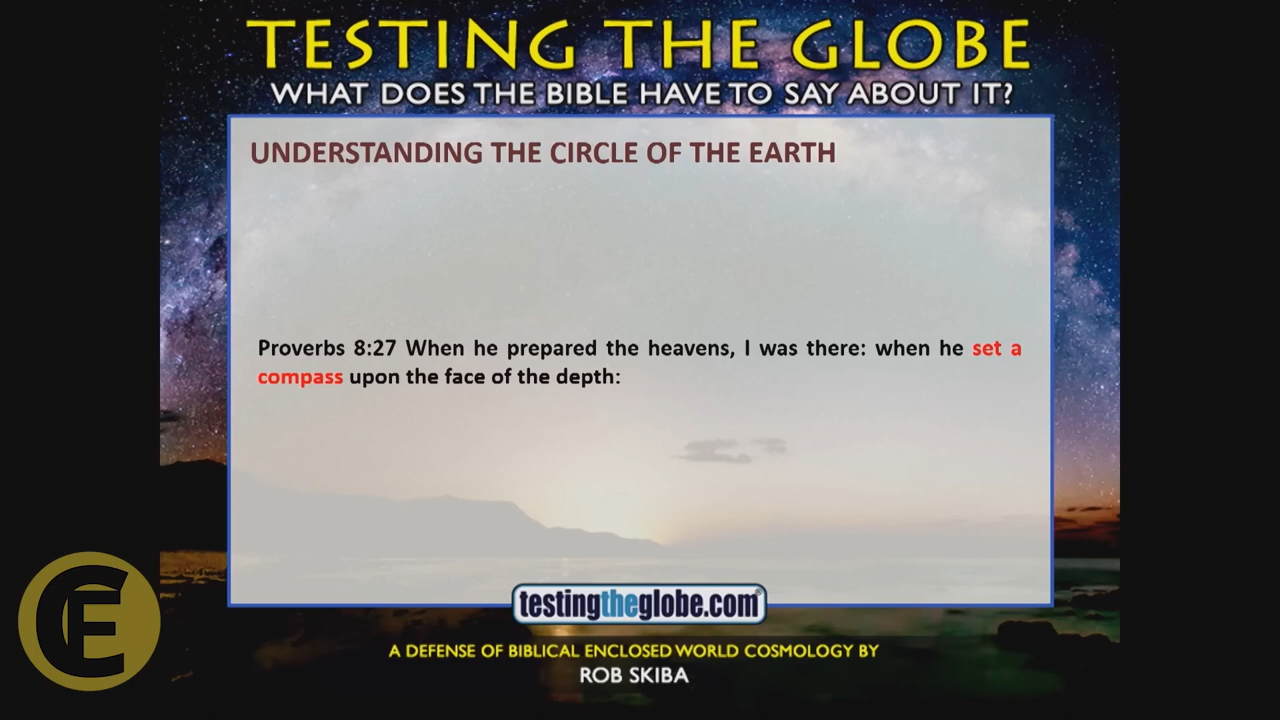 TESTING THE GLOBE
WHAT DOES THE BIBLE HAVE TO SAY ABOUT IT?
UNDERSTANDING THE CIRCLE OF THE EARTH
Proverbs 8:27 When he prepared the heavens, I was there: when he set a
compass upon the face of the depth:
testingtheglobe.com
A DEFENSE OF BIBLICAL ENCLOSED WORLD COSMOLOGY BY
ROB SKIBA